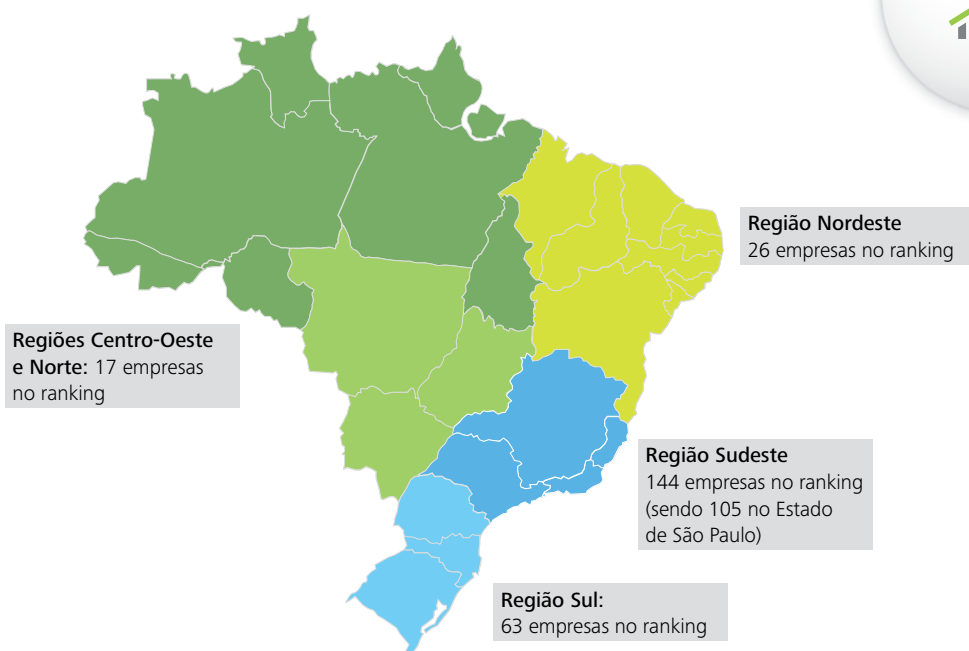 Região Nordeste
26 empresas no ranking
Regiões Centro-Oeste
e Norte: 17 empresas
no ranking
Região Sudeste
144 empresas no ranking
(sendo 105 no Estado
de São Paulo)
Região Sul:
63 empresas no ranking